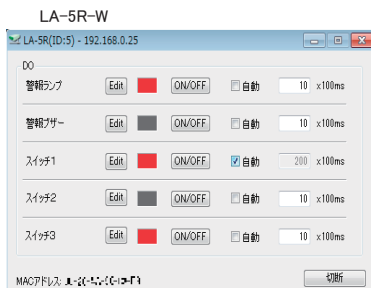 LA-5R-W
LA-5R(ID:5) - 192.168.0.25
DO
警報ランプ Edit ON/OFF 自動 10 x100ms
警報ブザー Edit ON/OFF 自動 10 x100ms
スイッチ1 Edit ON/OFF 自動 200 x100ms
スイッチ2 Edit ON/OFF 自動 10 x100ms
スイッチ3 Edit ON/OFF 自動 10 x100ms
MACアドレス: 切断